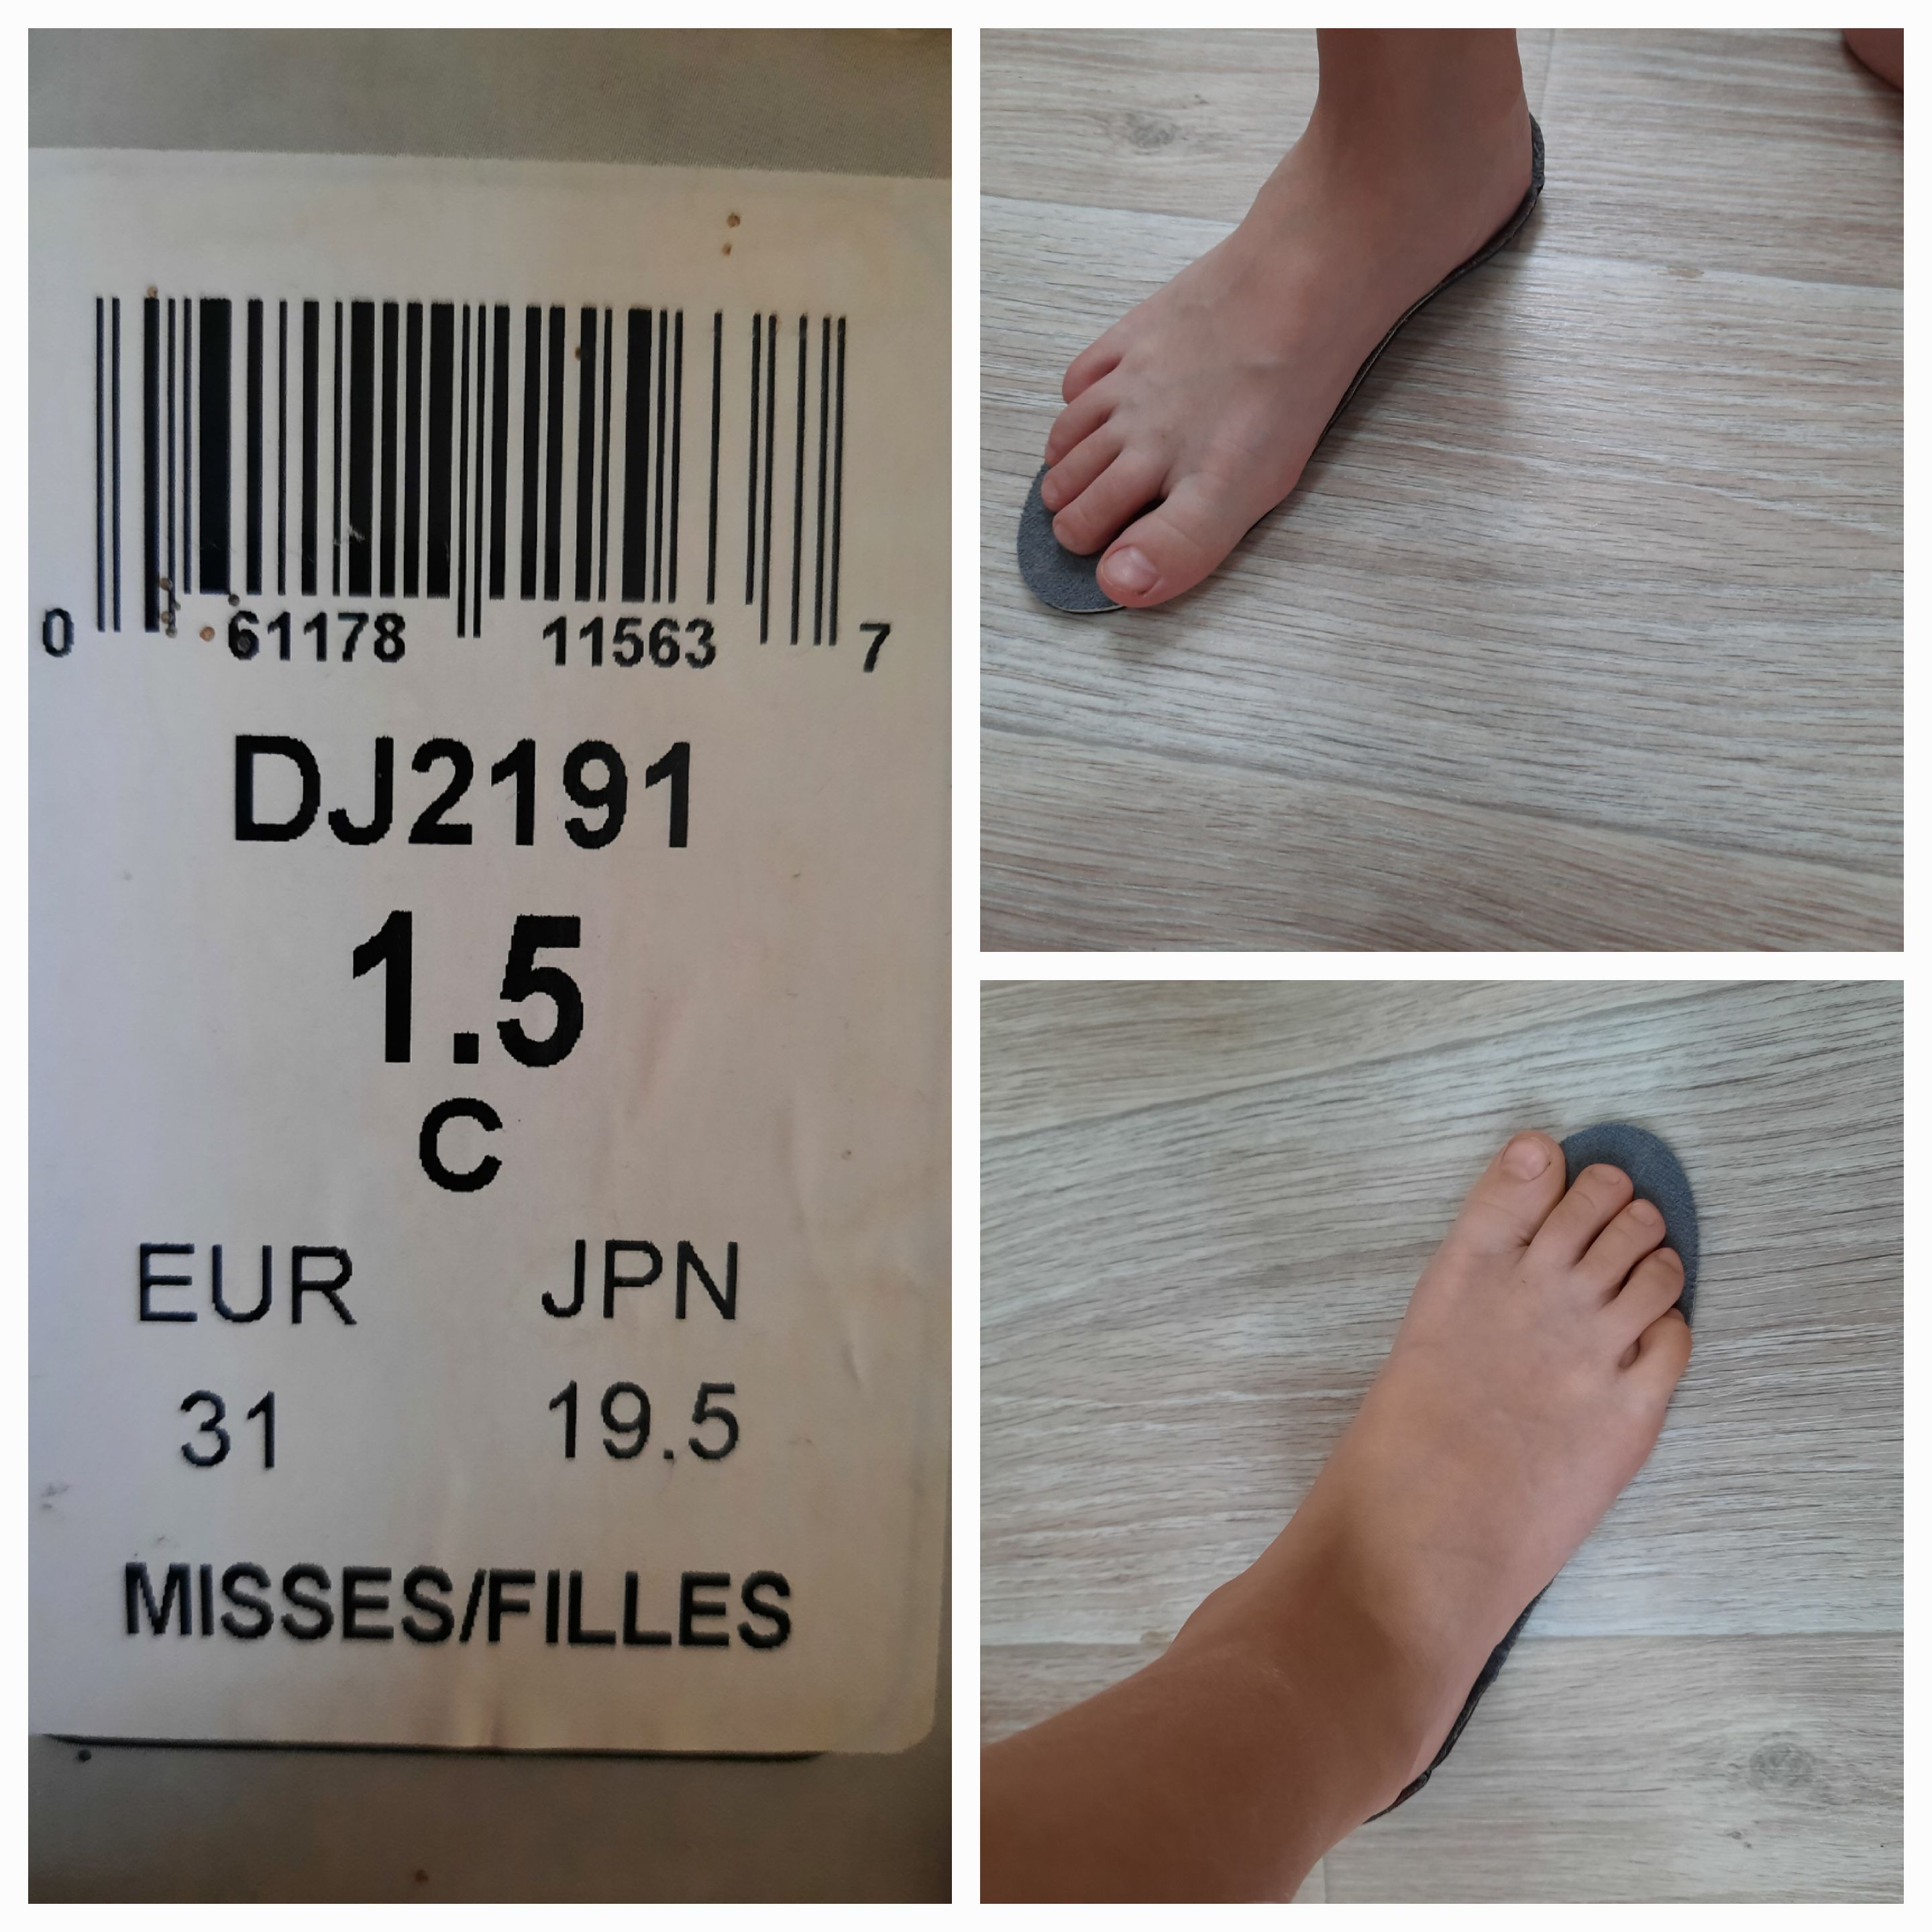 0 61178 11563 7
DJ2191
1.5
C
EUR JPN
31 19.5
MISSES/FILLES